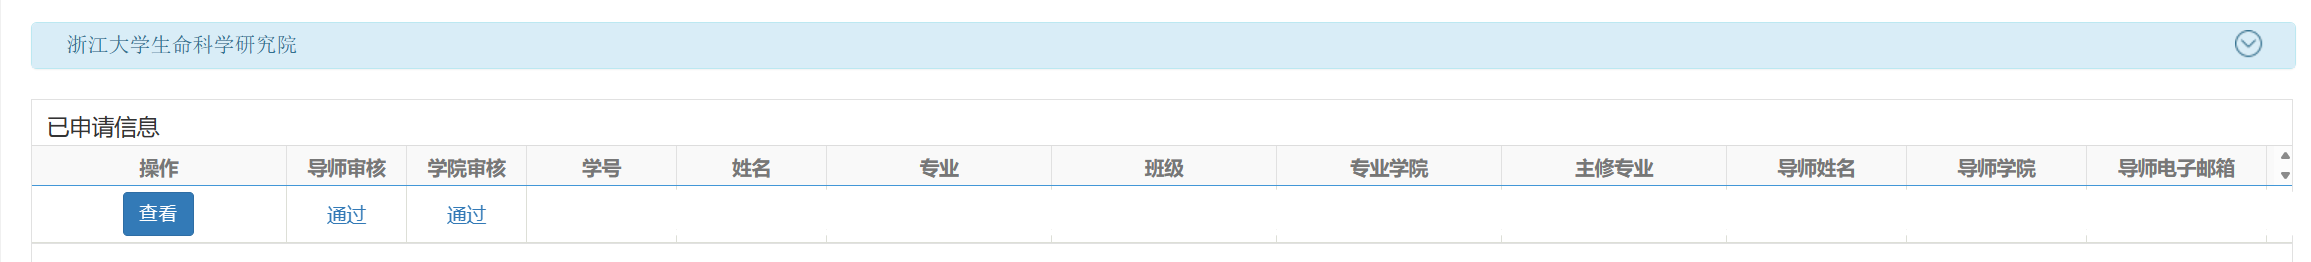 浙江大学生命科学研究院
已申请信息
操作 导师审核 学院审核 学号 姓名 专业 班级 专业学院 主修专业 导师姓名 导师学院 导师电子邮箱
查看 通过 通过